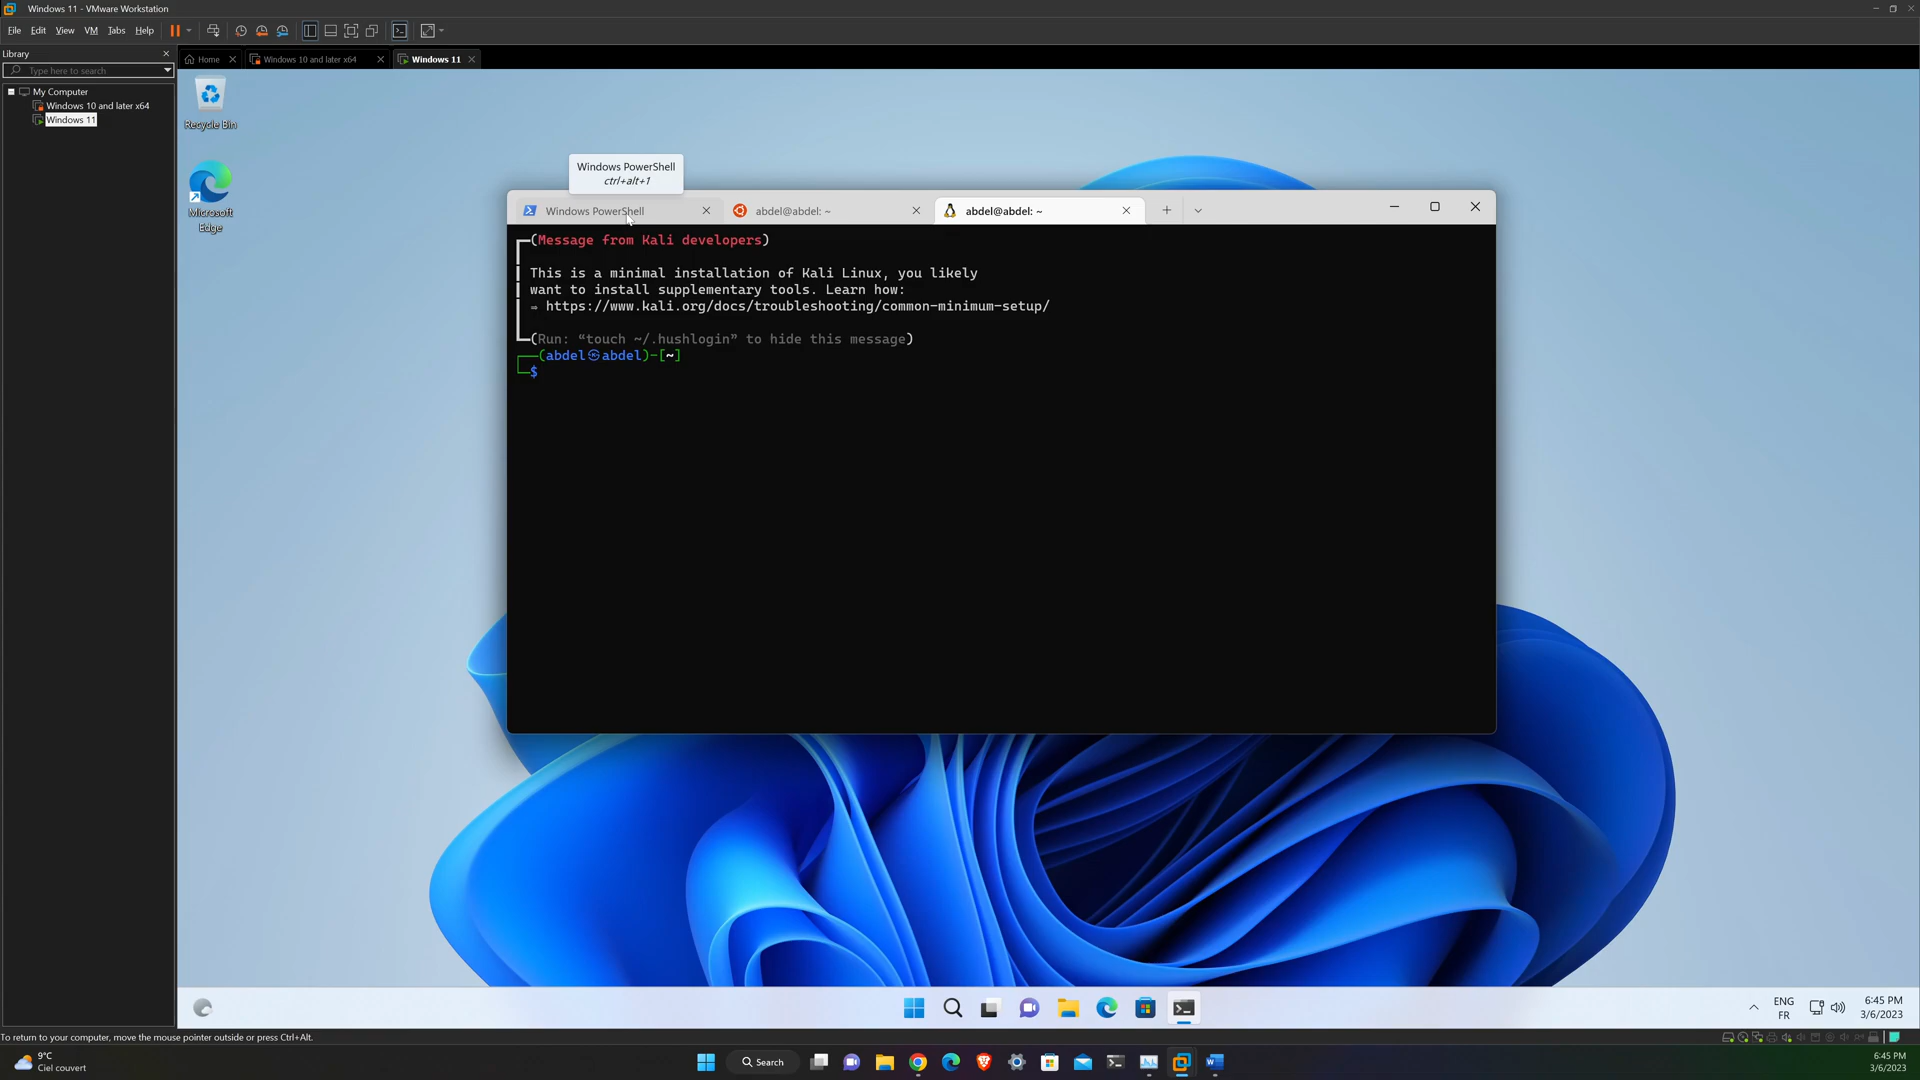 Windows 11 - VMware Workstation
File Edit View VM Tabs Help
Library
Type here to search
My Computer
Windows 10 and later x64
Windows 11
Home
Windows 10 and later x64
Windows 11
Recycle Bin
Microsoft
Edge
Windows PowerShell
ctrl+alt+1
Windows PowerShell
abdel@abdel: ~
abdel@abdel: ~
(Message from Kali developers)
This is a minimal installation of Kali Linux, you likely
want to install supplementary tools. Learn how:
⇒ https://www.kali.org/docs/troubleshooting/common-minimum-setup/
(Run: “touch ~/.hushlogin” to hide this message)
(abdel㉿abdel)-[~]
$
ENG
FR
6:45 PM
3/6/2023
To return to your computer, move the mouse pointer outside or press Ctrl+Alt.
9°C
Ciel couvert
Search
6:45 PM
3/6/2023